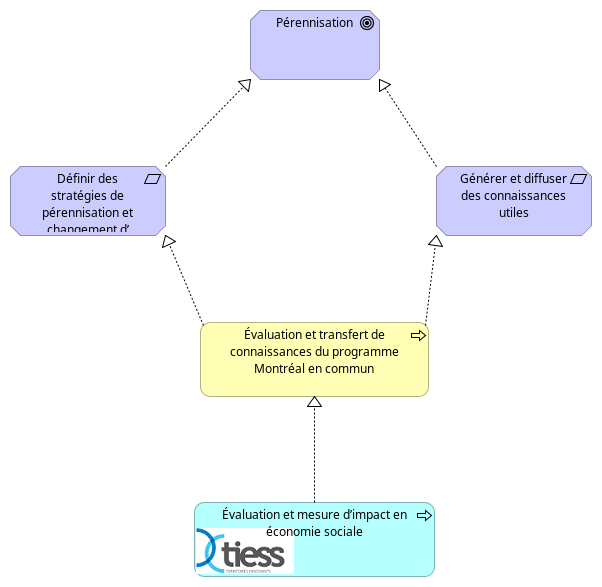 Pérennisation
Définir des
stratégies de
pérennisation et
changement d’
Générer et diffuser
des connaissances
utiles
Évaluation et transfert de
connaissances du programme
Montréal en commun
Évaluation et mesure d’impact en
économie sociale
tiess